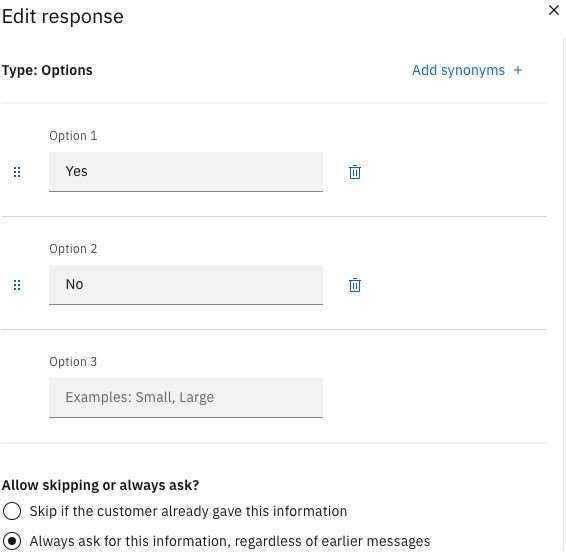 Edit response
Type: Options
Add synonyms +
Option 1
Yes
Option 2
No
Option 3
Examples: Small, Large
Allow skipping or always ask?
Skip if the customer already gave this information
Always ask for this information, regardless of earlier messages